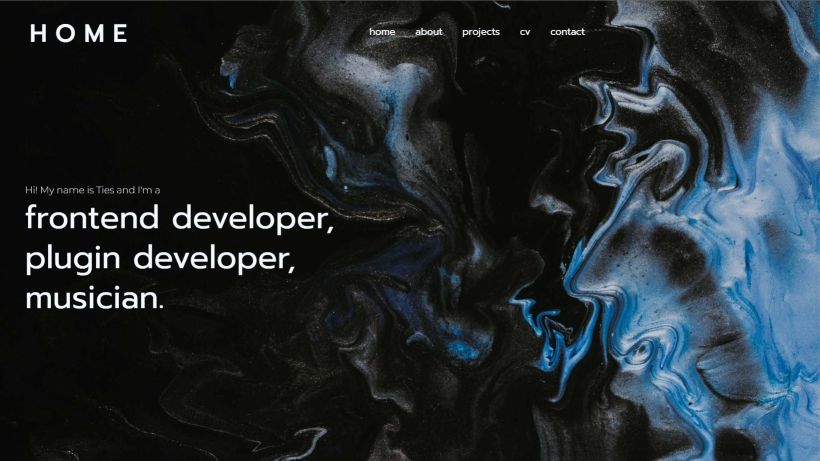 HOME
home about projects cv contact
Hi! My name is Ties and I'm a
frontend developer,
plugin developer,
musician.